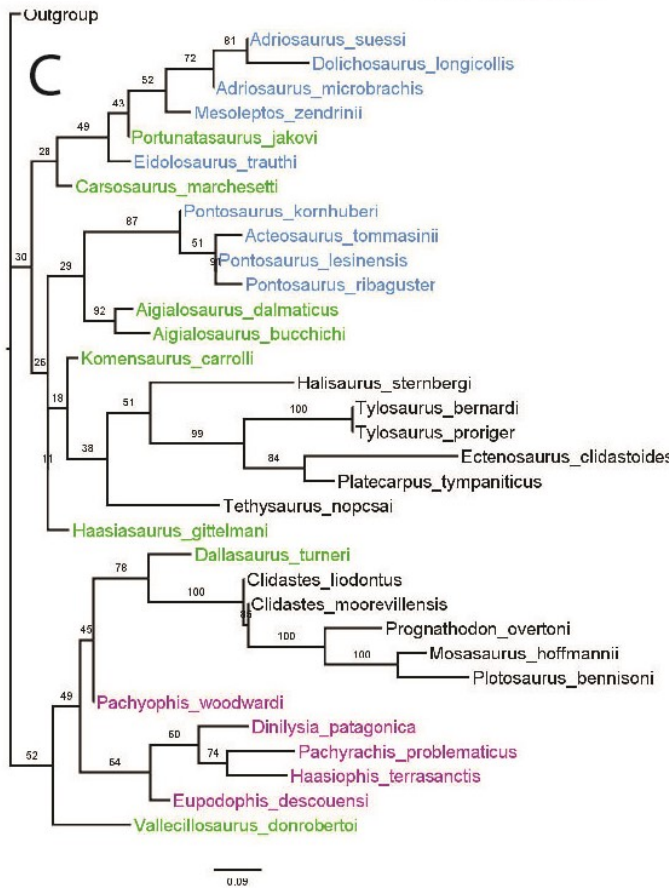 Outgroup
C
81
Adriosaurus_suessi
72
Dolichosaurus_longicollis
52
Adriosaurus_microbrachis
43
Mesoleptos_zendrinii
49
Portunatasaurus_jakovi
28
Eidolosaurus_trauthi
Carsosaurus_marchesetti
87
Pontosaurus_kornhuberi
51
Acteosaurus_tommasinii
30
29
Pontosaurus_lesinensis
Pontosaurus_ribaguster
92
Aigialosaurus_dalmaticus
Aigialosaurus_bucchichi
26
Komensaurus_carrolli
18
51
Halisaurus_sternbergi
100
Tylosaurus_bernardi
99
Tylosaurus_proriger
38
84
Ectenosaurus_clidastoides
11
Platecarpus_tympaniticus
Tethysaurus_nopcsai
Haasiasaurus_gittelmani
78
Dallasaurus_turneri
100
Clidastes_liodontus
Clidastes_moorevillensis
45
100
Prognathodon_overtoni
100
Mosasaurus_hoffmannii
Plotosaurus_bennisoni
49
Pachyophis_woodwardi
60
Dinilysia_patagonica
64
74
Pachyrachis_problematicus
52
Haasiophis_terrasanctis
Eupodophis_descouensi
Vallecillosaurus_donrobertoi
0.09